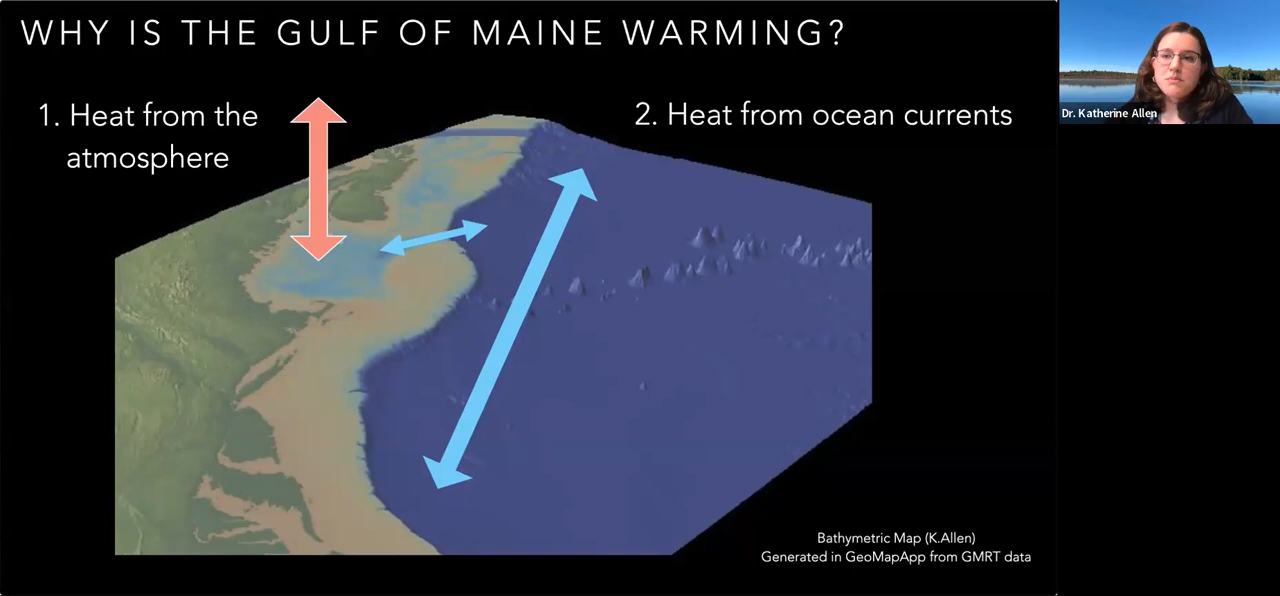 WHY IS THE GULF OF MAINE WARMING?
1. Heat from the
atmosphere
2. Heat from ocean currents
Dr. Katherine Allen
Bathymetric Map (K.Allen)
Generated in GeoMapApp from GMRT data